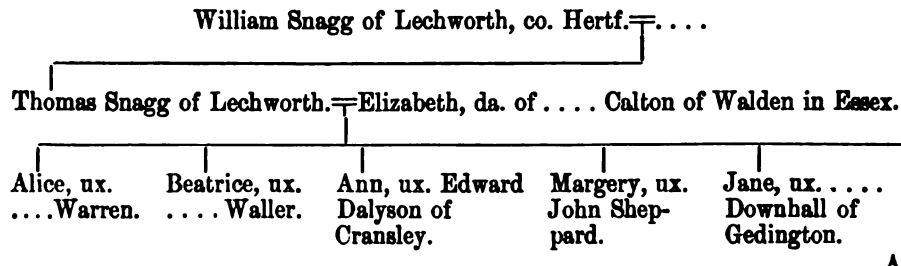 William Snagg of Lechworth, co. Hertf.=. . . .
Thomas Snagg of Lechworth.=Elizabeth, da. of . . . . Calton of Walden in Essex.
Alice, ux. Beatrice, ux. Ann, ux. Edward Margery, ux. Jane, ux. . . . .
. . . . Warren. . . . . Waller. Dalyson of John Shep- Downhall of
Cransley. pard. Gedington.
A